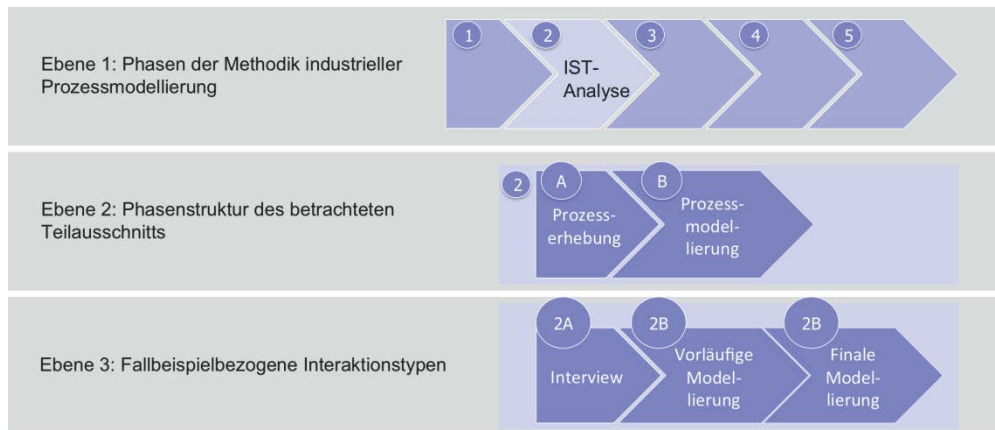 Ebene 1: Phasen der Methodik industrieller
Prozessmodellierung
1
2
IST-
Analyse
3
4
5
Ebene 2: Phasenstruktur des betrachteten
Teilausschnitts
2
A
Prozess-
erhebung
B
Prozess-
model-
lierung
Ebene 3: Fallbeispielbezogene Interaktionstypen
2A
Interview
2B
Vorläufige
Model-
lierung
2B
Finale
Model-
lierung